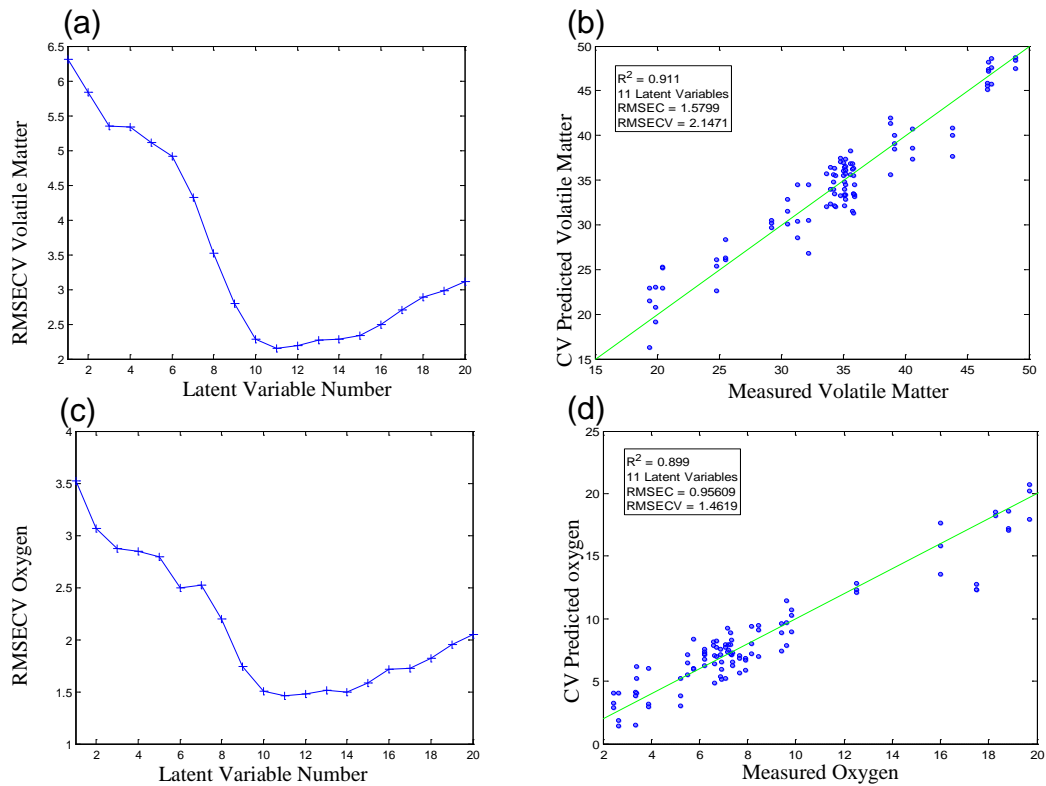 (a)
6.5
6
5.5
5
4.5
4
3.5
3
2.5
2
RMSECV Volatile Matter
2 4 6 8 10 12 14 16 18 20
Latent Variable Number
(b)
50
45
40
35
30
25
20
15
CV Predicted Volatile Matter
R2 = 0.911
11 Latent Variables
RMSEC = 1.5799
RMSECV = 2.1471
15 20 25 30 35 40 45 50
Measured Volatile Matter
(c)
4
3.5
3
2.5
2
1.5
1
RMSECV Oxygen
2 4 6 8 10 12 14 16 18 20
Latent Variable Number
(d)
25
20
15
10
5
0
CV Predicted oxygen
R2 = 0.899
11 Latent Variables
RMSEC = 0.95609
RMSECV = 1.4619
2 4 6 8 10 12 14 16 18 20
Measured Oxygen